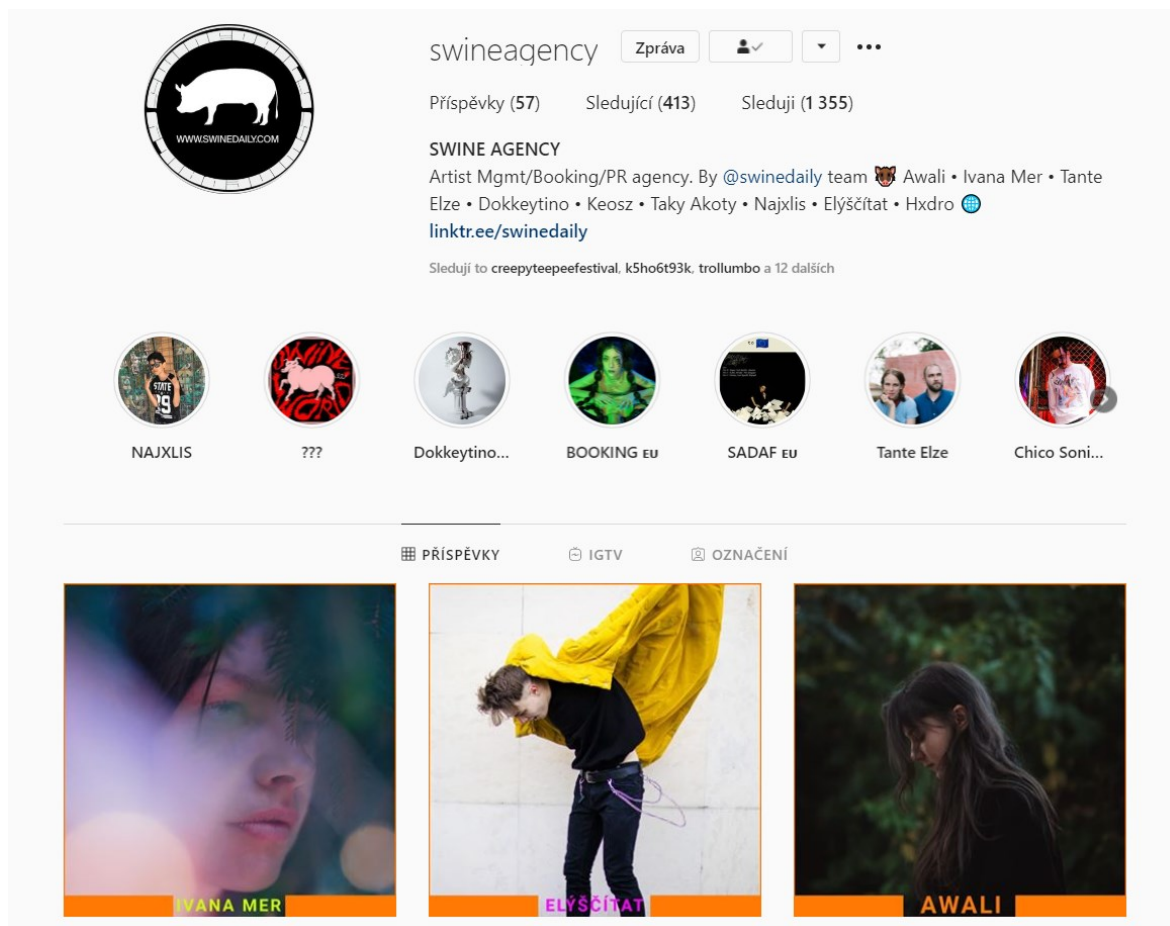 WWW.SWINEDAILY.COM
swineagency Zpráva
Příspěvky (57) Sledující (413) Sleduji (1 355)
SWINE AGENCY
Artist Mgmt/Booking/PR agency. By @swinedaily team 🐗 Awali • Ivana Mer • Tante
Elze • Dokkeytino • Keosz • Taky Akoty • Najxlis • Elýščítat • Hxdro 🌐
linktr.ee/swinedaily
Sledují to creepyteepeefestival, k5ho6t93k, trollumbo a 12 dalších
STATE
SWINE
WORLD
to
NAJXLIS ??? Dokkeytino... BOOKING EU SADAF EU Tante Elze Chico Soni...
PŘÍSPĚVKY IGTV OZNAČENÍ
IVANA MER ELÝŠČÍTAT AWALI